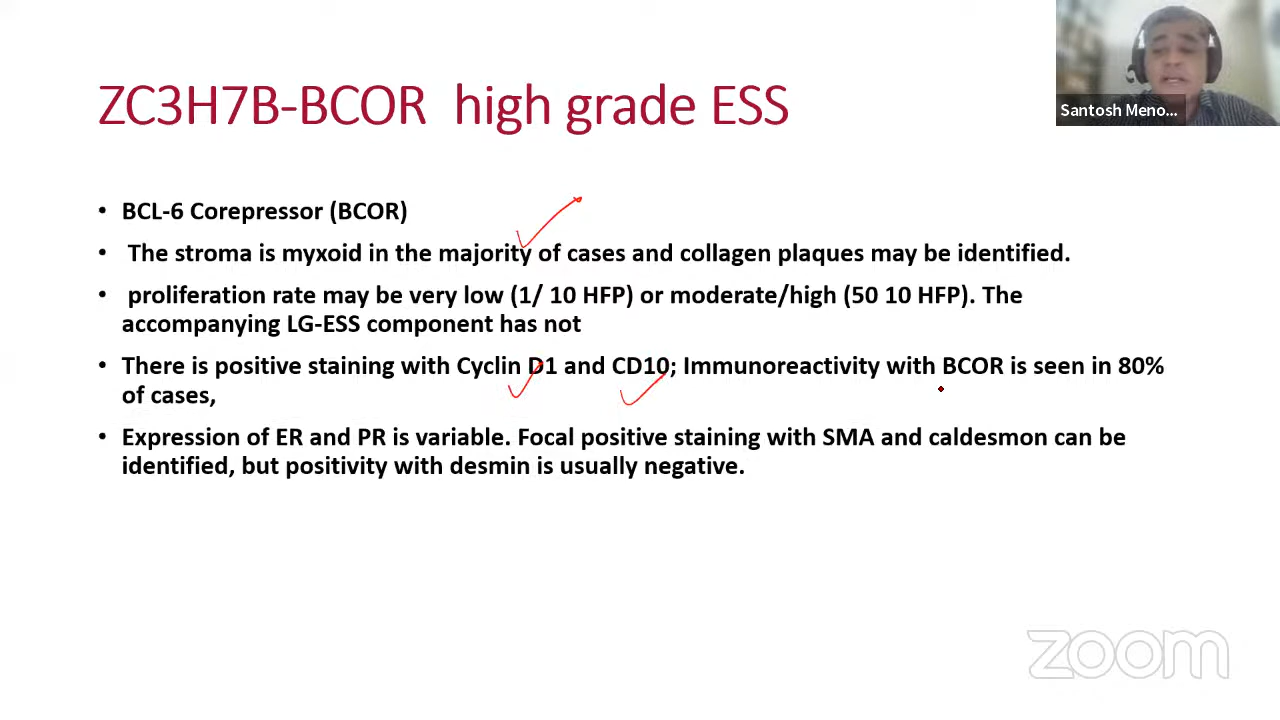 ZC3H7B-BCOR high grade ESS
Santosh Meno...
• BCL-6 Corepressor (BCOR)
• The stroma is myxoid in the majority of cases and collagen plaques may be identified.
• proliferation rate may be very low (1/ 10 HFP) or moderate/high (50 10 HFP). The
accompanying LG-ESS component has not
• There is positive staining with Cyclin D1 and CD10; Immunoreactivity with BCOR is seen in 80%
of cases,
• Expression of ER and PR is variable. Focal positive staining with SMA and caldesmon can be
identified, but positivity with desmin is usually negative.
zoom